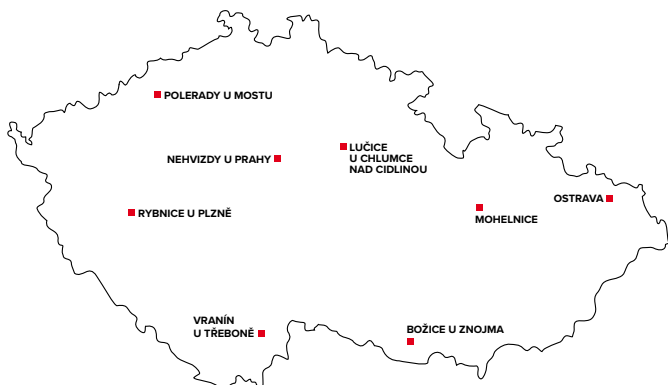 POLERADY U MOSTU
NEHVIZDY U PRAHY
LUČICE
U CHLUMCE
NAD CIDLINOU
RYBNICE U PLZNĚ
OSTRAVA
MOHELNICE
VRANÍN
U TŘEBONĚ
BOŽICE U ZNOJMA